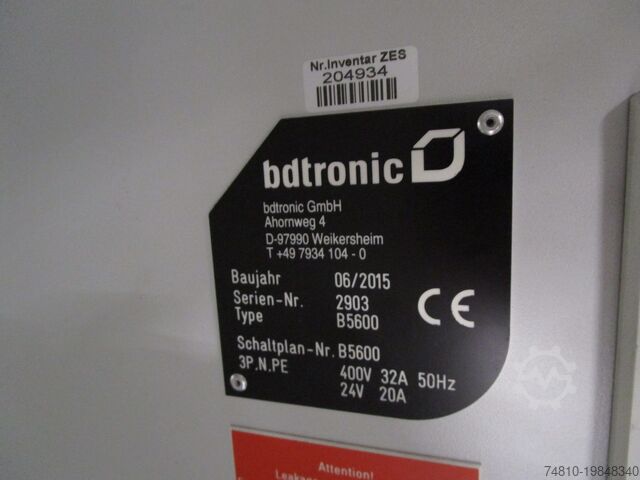 Nr.Inventar ZES
204934
bdtronic
bdtronic GmbH
Ahornweg 4
D-97990 Weikersheim
T +49 7934 104 - 0
Baujahr 06/2015
Serien-Nr. 2903
Type B5600
CE
Schaltplan-Nr. B5600
3P.N.PE 400V 32A 50Hz
24V 20A
Attention!
74810-19848340